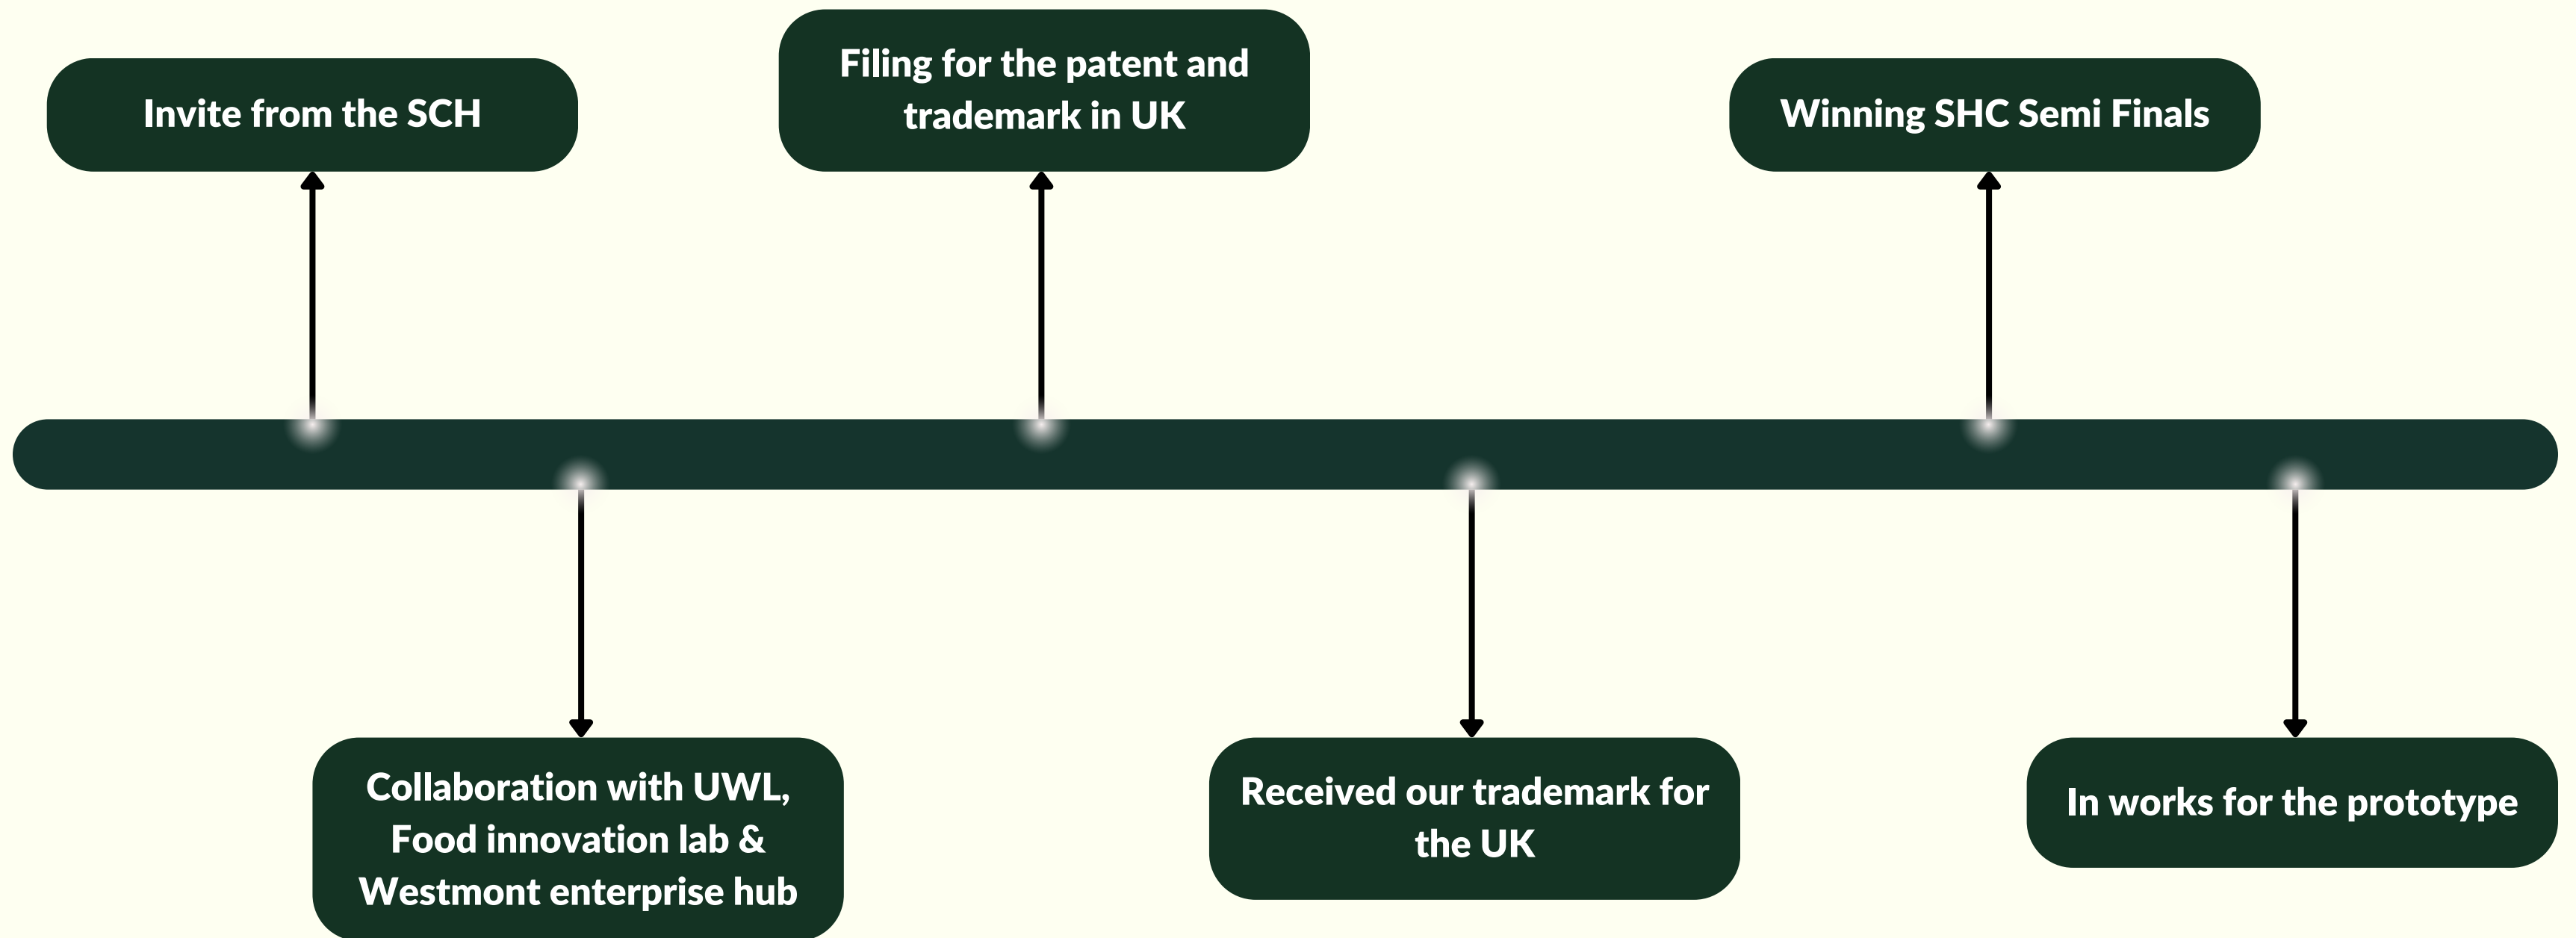 Invite from the SCH
Filing for the patent and
trademark in UK
Winning SHC Semi Finals
Collaboration with UWL,
Food innovation lab &
Westmont enterprise hub
Received our trademark for
the UK
In works for the prototype